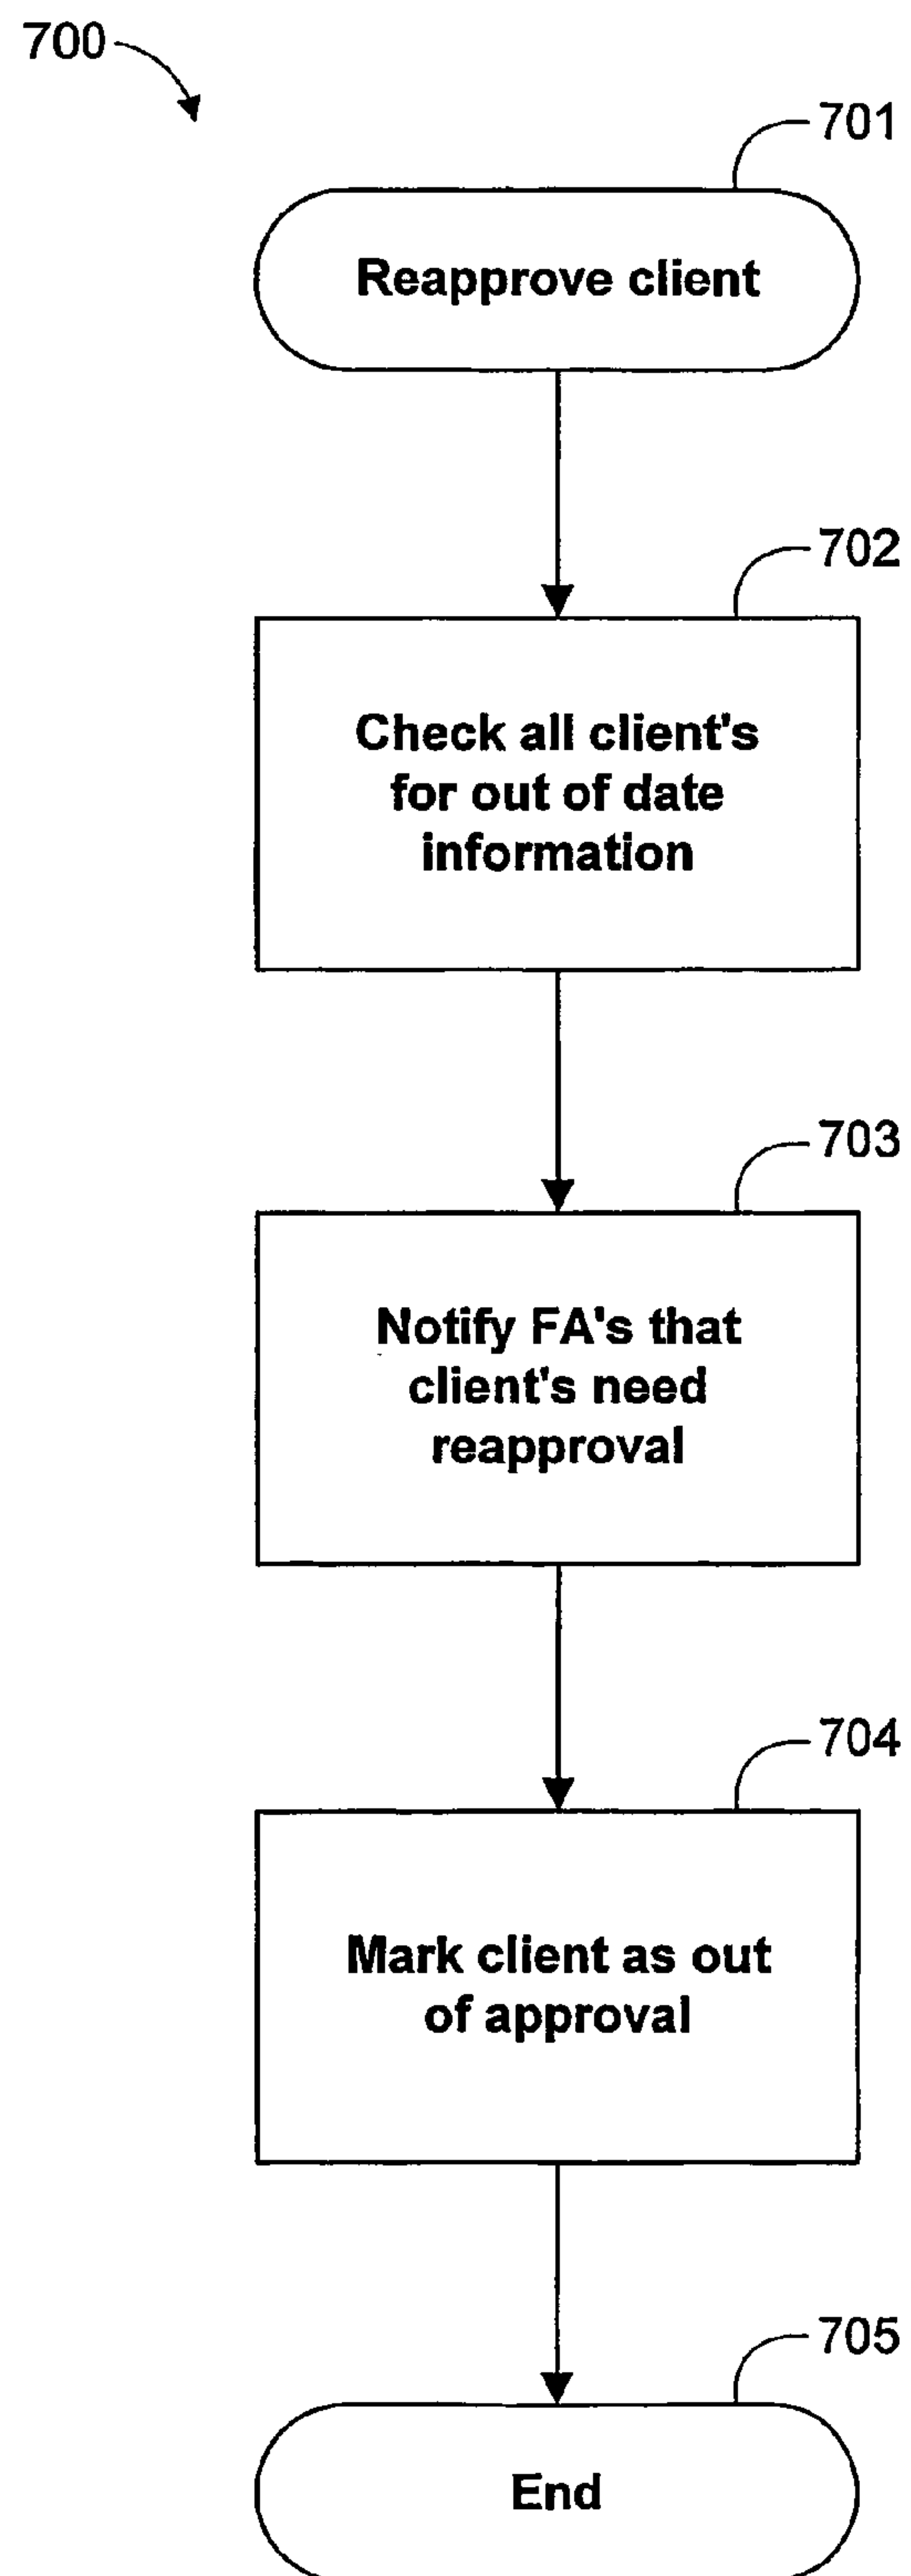 700
701
Reapprove client
702
Check all client's
for out of date
information
703
Notify FA's that
client's need
reapproval
704
Mark client as out
of approval
705
End